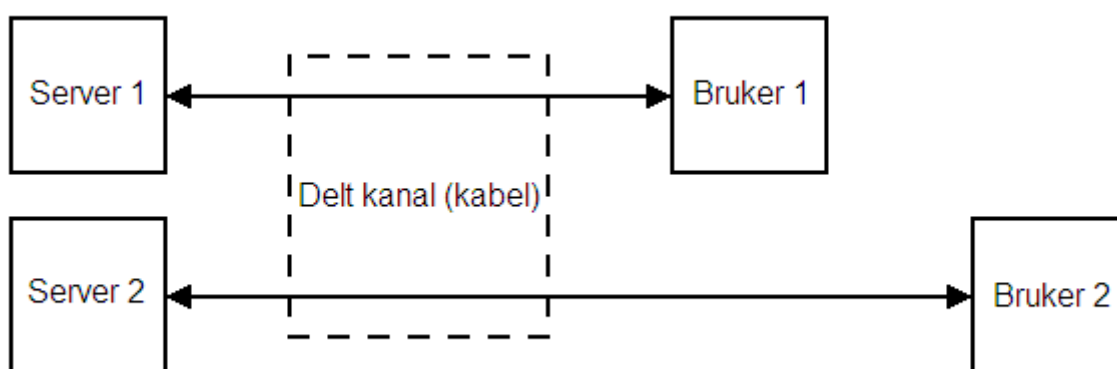 Server 1
Bruker 1
Delt kanal (kabel)
Server 2
Bruker 2